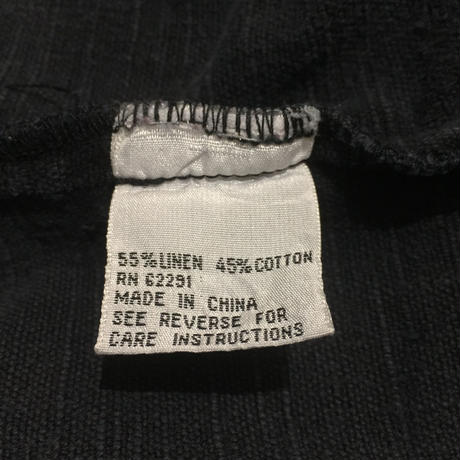 55% LINEN 45% COTTON
RN 62291
MADE IN CHINA
SEE REVERSE FOR
CARE INSTRUCTIONS